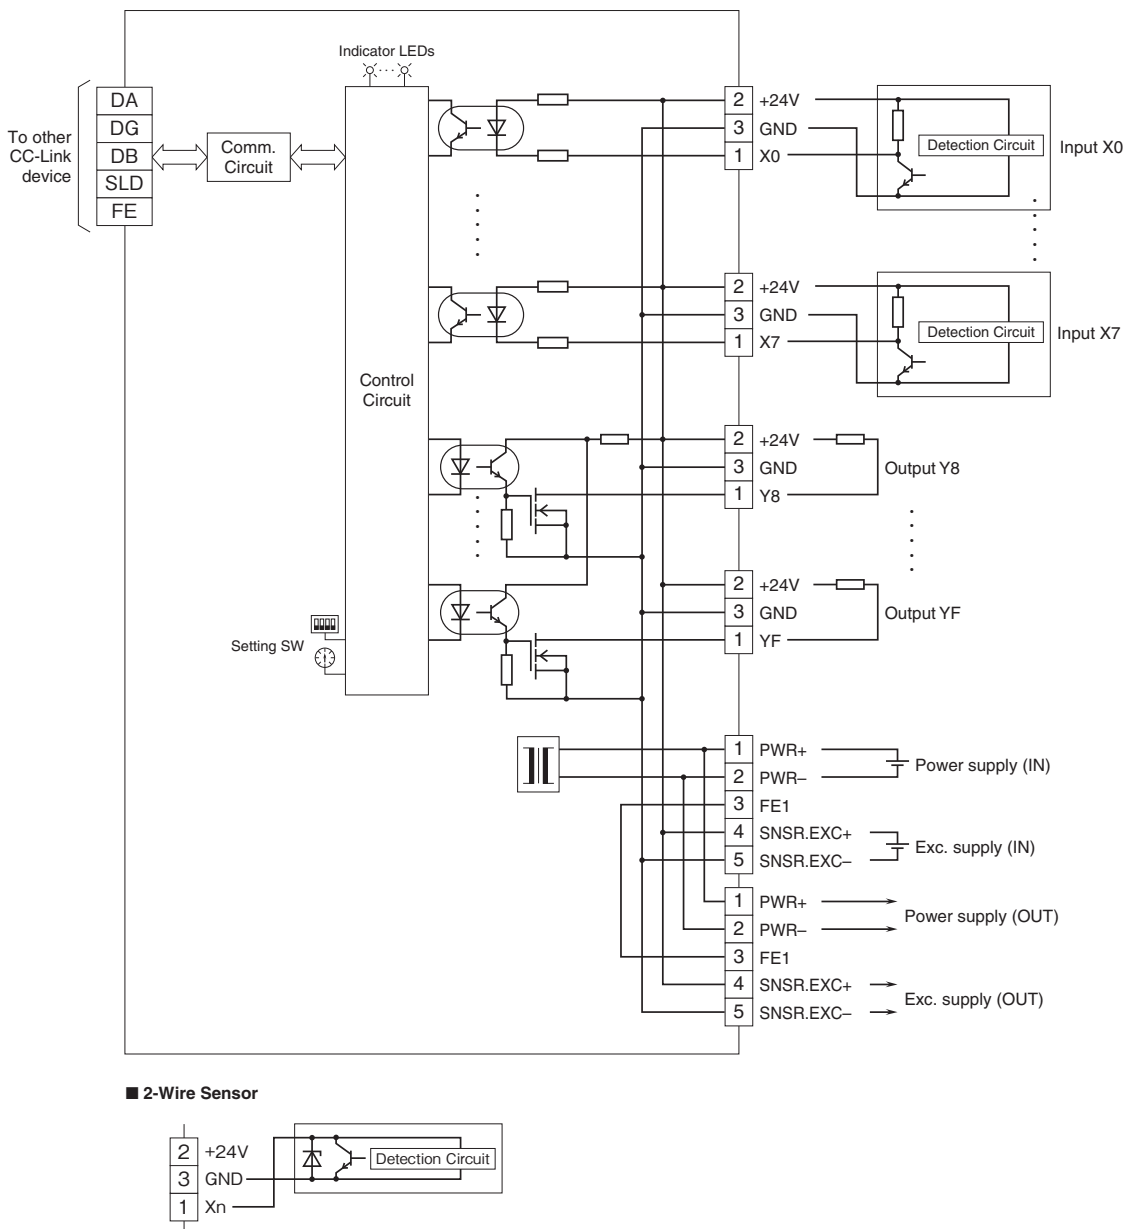 Indicator LEDs
To other
CC-Link
device
DA
DG
DB
SLD
FE
Comm.
Circuit
Control
Circuit
Setting SW
2 +24V
3 GND
1 X0
Detection Circuit
Input X0
2 +24V
3 GND
1 X7
Detection Circuit
Input X7
2 +24V
3 GND
1 Y8
Output Y8
2 +24V
3 GND
1 YF
Output YF
1 PWR+
2 PWR–
Power supply (IN)
3 FE1
4 SNSR.EXC+
5 SNSR.EXC–
Exc. supply (IN)
1 PWR+
2 PWR–
Power supply (OUT)
3 FE1
4 SNSR.EXC+
5 SNSR.EXC–
Exc. supply (OUT)
■ 2-Wire Sensor
2 +24V
3 GND
1 Xn
Detection Circuit